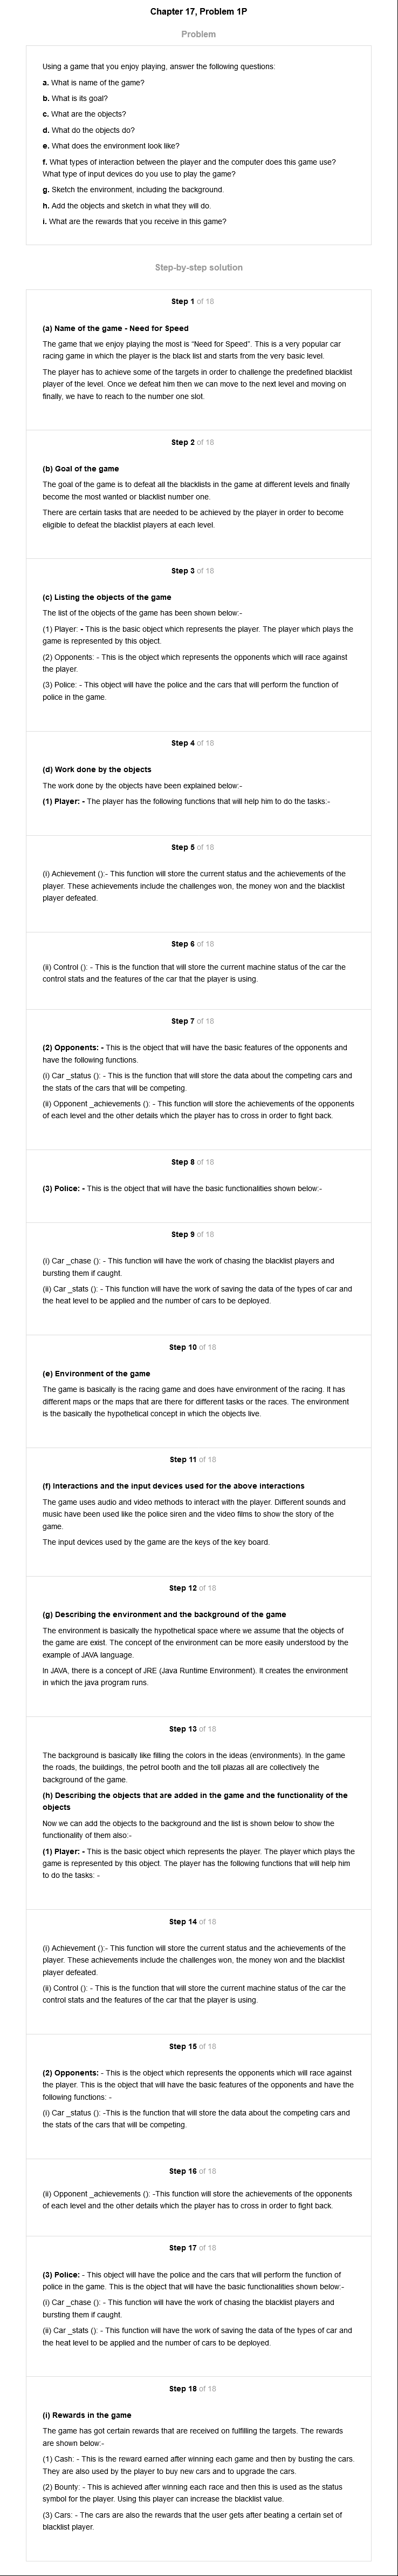 Chapter 17, Problem 1P
Problem
Using a game that you enjoy playing, answer the following questions:
a. What is name of the game?
b. What is its goal?
c. What are the objects?
d. What do the objects do?
e. What does the environment look like?
f. What types of interaction between the player and the computer does this game use?
What type of input devices do you use to play the game?
g. Sketch the environment, including the background.
h. Add the objects and sketch in what they will do.
i. What are the rewards that you receive in this game?
Step-by-step solution
Step 1 of 18
(a) Name of the game - Need for Speed
The game that we enjoy playing the most is “Need for Speed”. This is a very popular car
racing game in which the player is the black list and starts from the very basic level.
The player has to achieve some of the targets in order to challenge the predefined blacklist
player of the level. Once we defeat him then we can move to the next level and moving on
finally, we have to reach to the number one slot.
Step 2 of 18
(b) Goal of the game
The goal of the game is to defeat all the blacklists in the game at different levels and finally
become the most wanted or blacklist number one.
There are certain tasks that are needed to be achieved by the player in order to become
eligible to defeat the blacklist players at each level.
Step 3 of 18
(c) Listing the objects of the game
The list of the objects of the game has been shown below:-
(1) Player: - This is the basic object which represents the player. The player which plays the
game is represented by this object.
(2) Opponents: - This is the object which represents the opponents which will race against
the player.
(3) Police: - This object will have the police and the cars that will perform the function of
police in the game.
Step 4 of 18
(d) Work done by the objects
The work done by the objects have been explained below:-
(1) Player: - The player has the following functions that will help him to do the tasks:-
Step 5 of 18
(i) Achievement ():- This function will store the current status and the achievements of the
player. These achievements include the challenges won, the money won and the blacklist
player defeated.
Step 6 of 18
(ii) Control (): - This is the function that will store the current machine status of the car the
control stats and the features of the car that the player is using.
Step 7 of 18
(2) Opponents: - This is the object that will have the basic features of the opponents and
have the following functions.
(i) Car _status (): - This is the function that will store the data about the competing cars and
the stats of the cars that will be competing.
(ii) Opponent _achievements (): - This function will store the achievements of the opponents
of each level and the other details which the player has to cross in order to fight back.
Step 8 of 18
(3) Police: - This is the object that will have the basic functionalities shown below:-
Step 9 of 18
(i) Car _chase (): - This function will have the work of chasing the blacklist players and
bursting them if caught.
(ii) Car _stats (): - This function will have the work of saving the data of the types of car and
the heat level to be applied and the number of cars to be deployed.
Step 10 of 18
(e) Environment of the game
The game is basically is the racing game and does have environment of the racing. It has
different maps or the maps that are there for different tasks or the races. The environment
is the basically the hypothetical concept in which the objects live.
Step 11 of 18
(f) Interactions and the input devices used for the above interactions
The game uses audio and video methods to interact with the player. Different sounds and
music have been used like the police siren and the video films to show the story of the
game.
The input devices used by the game are the keys of the key board.
Step 12 of 18
(g) Describing the environment and the background of the game
The environment is basically the hypothetical space where we assume that the objects of
the game are exist. The concept of the environment can be more easily understood by the
example of JAVA language.
In JAVA, there is a concept of JRE (Java Runtime Environment). It creates the environment
in which the java program runs.
Step 13 of 18
The background is basically like filling the colors in the ideas (environments). In the game
the roads, the buildings, the petrol booth and the toll plazas all are collectively the
background of the game.
(h) Describing the objects that are added in the game and the functionality of the
objects
Now we can add the objects to the background and the list is shown below to show the
functionality of them also:-
(1) Player: - This is the basic object which represents the player. The player which plays the
game is represented by this object. The player has the following functions that will help him
to do the tasks: -
Step 14 of 18
(i) Achievement ():- This function will store the current status and the achievements of the
player. These achievements include the challenges won, the money won and the blacklist
player defeated.
(ii) Control (): - This is the function that will store the current machine status of the car the
control stats and the features of the car that the player is using.
Step 15 of 18
(2) Opponents: - This is the object which represents the opponents which will race against
the player. This is the object that will have the basic features of the opponents and have the
following functions: -
(i) Car _status (): -This is the function that will store the data about the competing cars and
the stats of the cars that will be competing.
Step 16 of 18
(ii) Opponent _achievements (): -This function will store the achievements of the opponents
of each level and the other details which the player has to cross in order to fight back.
Step 17 of 18
(3) Police: - This object will have the police and the cars that will perform the function of
police in the game. This is the object that will have the basic functionalities shown below:-
(i) Car _chase (): - This function will have the work of chasing the blacklist players and
bursting them if caught.
(ii) Car _stats (): - This function will have the work of saving the data of the types of car and
the heat level to be applied and the number of cars to be deployed.
Step 18 of 18
(i) Rewards in the game
The game has got certain rewards that are received on fulfilling the targets. The rewards
are shown below:-
(1) Cash: - This is the reward earned after winning each game and then by busting the cars.
They are also used by the player to buy new cars and to upgrade the cars.
(2) Bounty: - This is achieved after winning each race and then this is used as the status
symbol for the player. Using this player can increase the blacklist value.
(3) Cars: - The cars are also the rewards that the user gets after beating a certain set of
blacklist player.